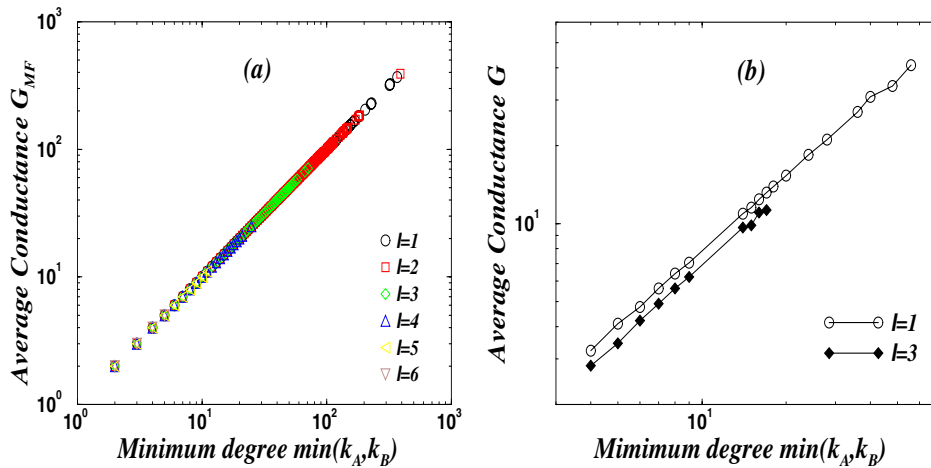 (a)
Average Conductance G_MF
10^3
10^2
10^1
10^0
10^0 10^1 10^2 10^3
Minimum degree min(k_A,k_B)
l=1
l=2
l=3
l=4
l=5
l=6
(b)
Average Conductance G
10^1
10^1
Mimimum degree min(k_A,k_B)
l=1
l=3